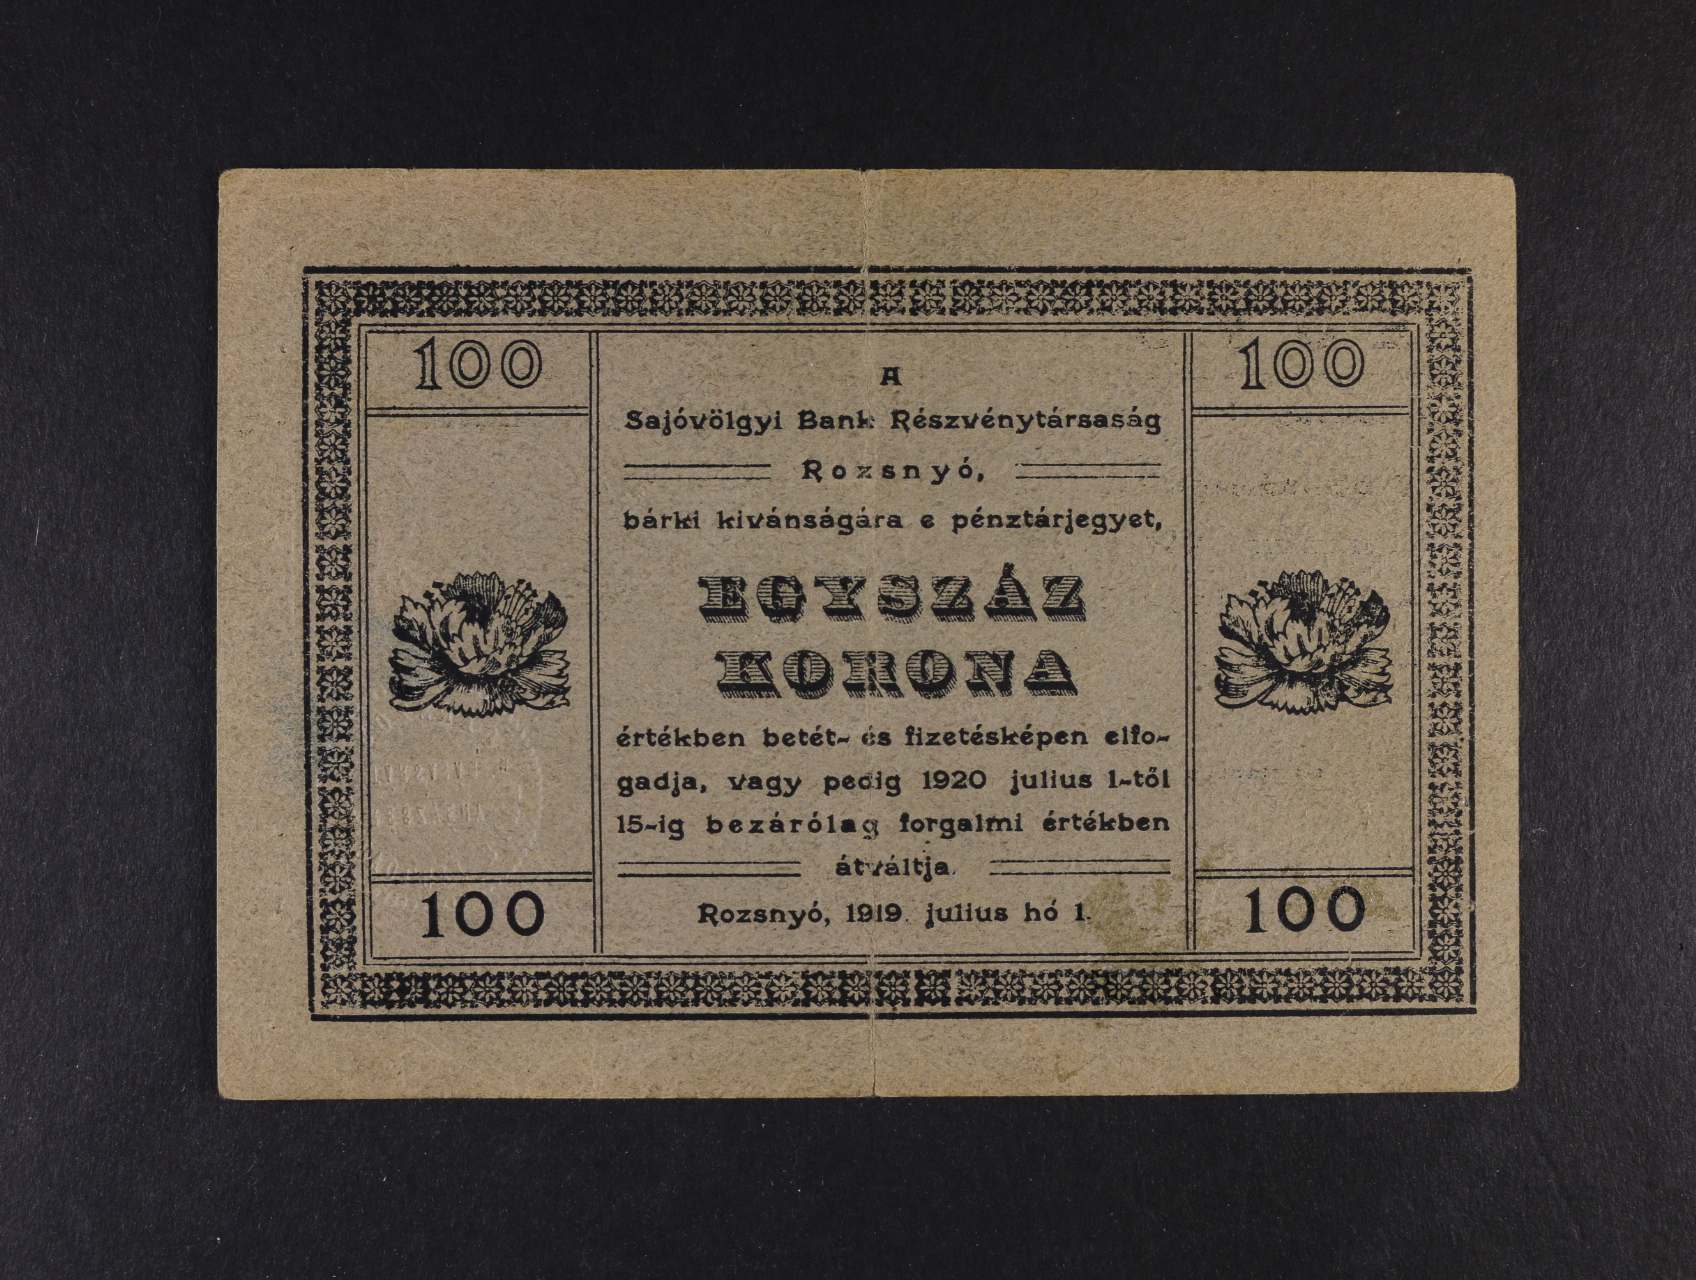 100 100
A
Sajóvölgyi Bank Részvénytársaság
Rozsnyó,
bárki kivánságára e pénztárjegyet,
EGYSZÁZ
KORONA
értékben betét- és fizetésképen elfo-
gadja, vagy pedig 1920 julius 1-től
15-ig bezárólag forgalmi értékben
átváltja.
Rozsnyó, 1919. julius hó 1.
100 100